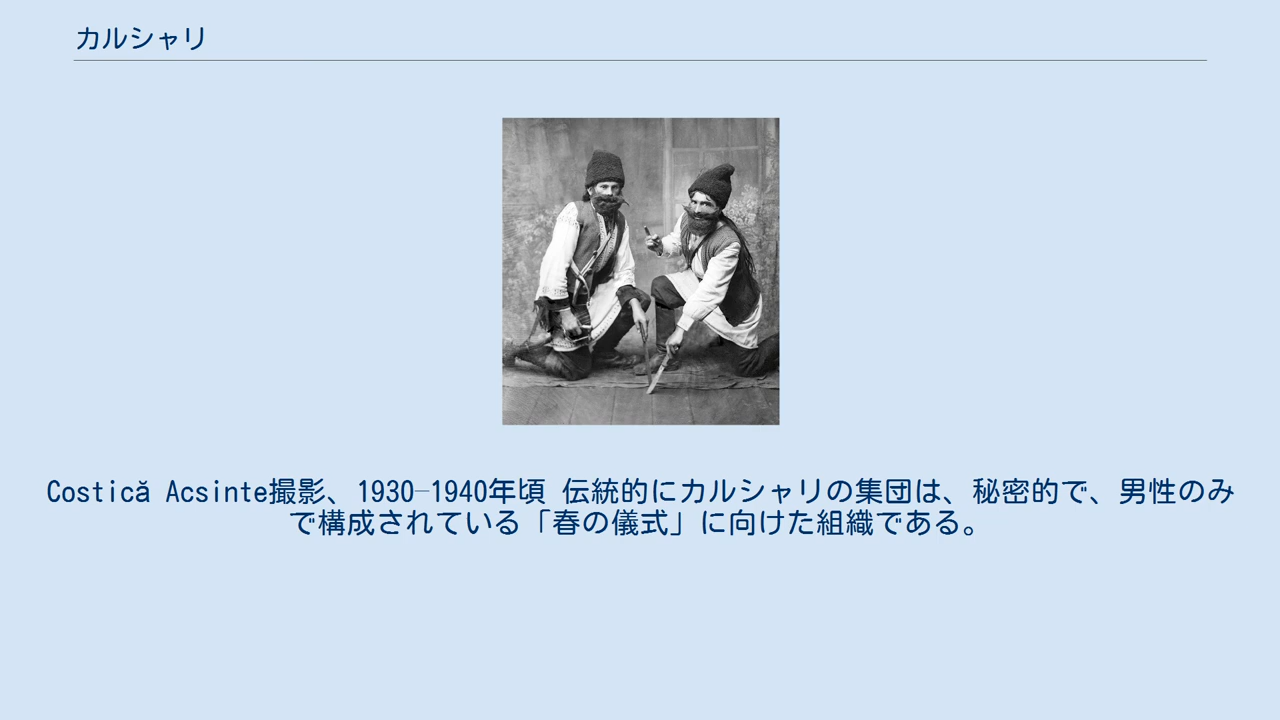 カルシャリ
Costică Acsinte撮影、1930–1940年頃 伝統的にカルシャリの集団は、秘密的で、男性のみ
で構成されている「春の儀式」に向けた組織である。